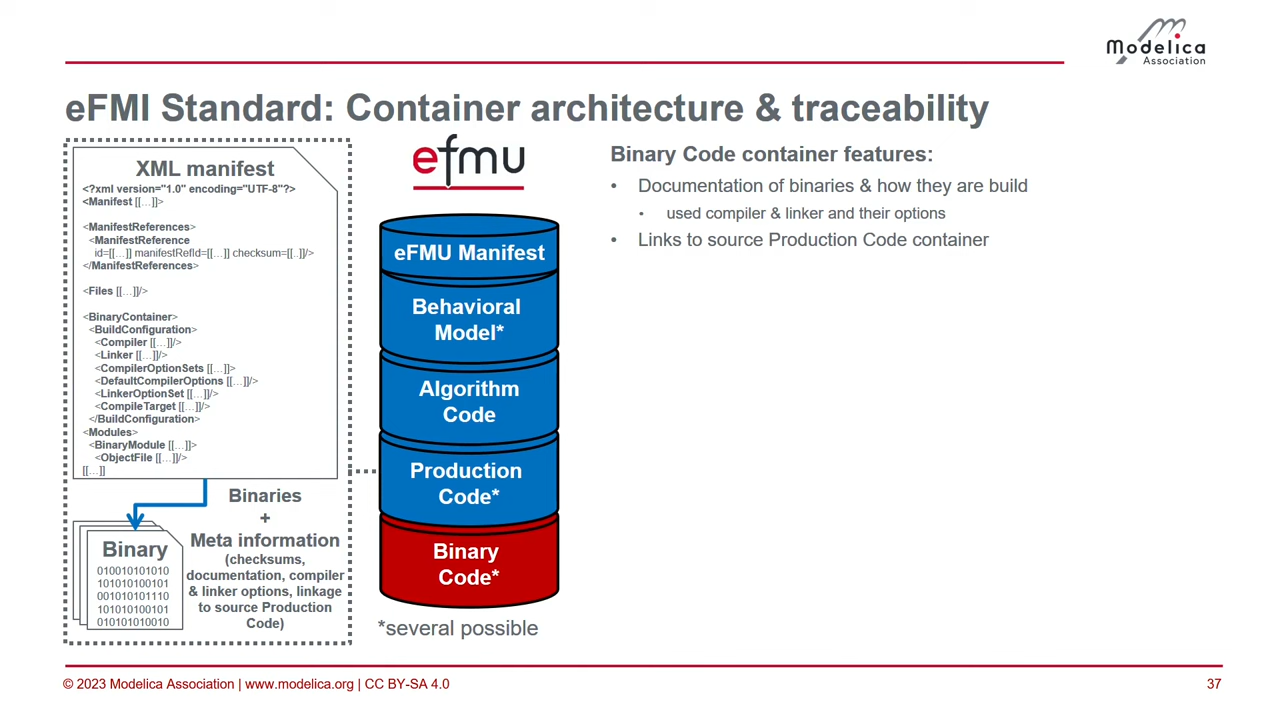 Modelica
Association
eFMI Standard: Container architecture & traceability
XML manifest
<?xml version="1.0" encoding="UTF-8"?>
<Manifest [[…]]>
<ManifestReferences>
<ManifestReference
id=[[…]] manifestRefId=[[…]] checksum=[[..]]/>
</ManifestReferences>
<Files [[…]]/>
<BinaryContainer>
<BuildConfiguration>
<Compiler [[…]]/>
<Linker [[…]]/>
<CompilerOptionSets [[…]]>
<DefaultCompilerOptions [[…]]/>
<LinkerOptionSet [[…]]/>
<CompileTarget [[…]]/>
</BuildConfiguration>
<Modules>
<BinaryModule [[…]]>
<ObjectFile [[…]]/>
[[…]]
Binary
010010101010
101010100101
001010101110
101010100101
010101010010
Binaries
+
Meta information
(checksums,
documentation, compiler
& linker options, linkage
to source Production
Code)
efmu
eFMU Manifest
Behavioral
Model*
Algorithm
Code
Production
Code*
Binary
Code*
*several possible
Binary Code container features:
• Documentation of binaries & how they are build
• used compiler & linker and their options
• Links to source Production Code container
© 2023 Modelica Association | www.modelica.org | CC BY-SA 4.0
37